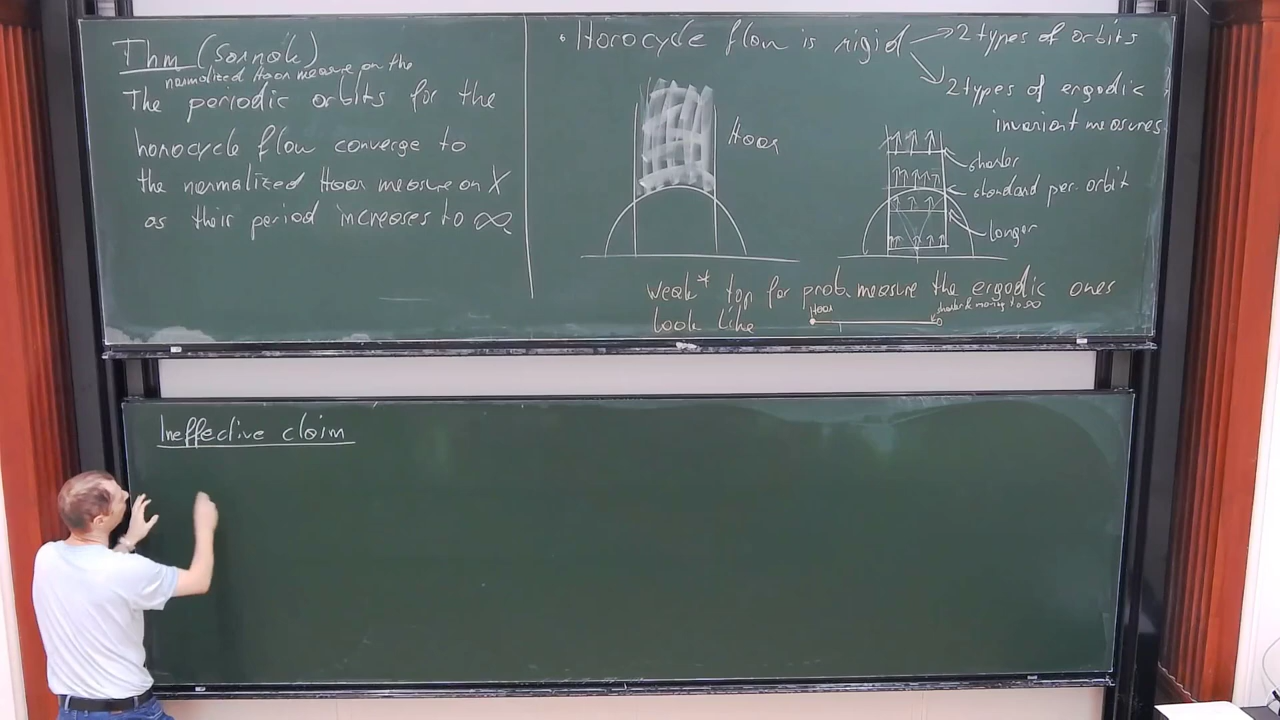 Thm (Sarnak)
normalized Haar measure on the
The periodic orbits for the
horocycle flow converge to
the normalized Haar measure on X
as their period increases to ∞
• Horocycle flow is rigid → 2 types of orbits
→ 2 types of ergodic
invariant measures
Haar
shorter
standard per. orbit
longer
weak* top for prob. measure the ergodic ones
look like
Haar
shorter & moving to ∞
Ineffective claim